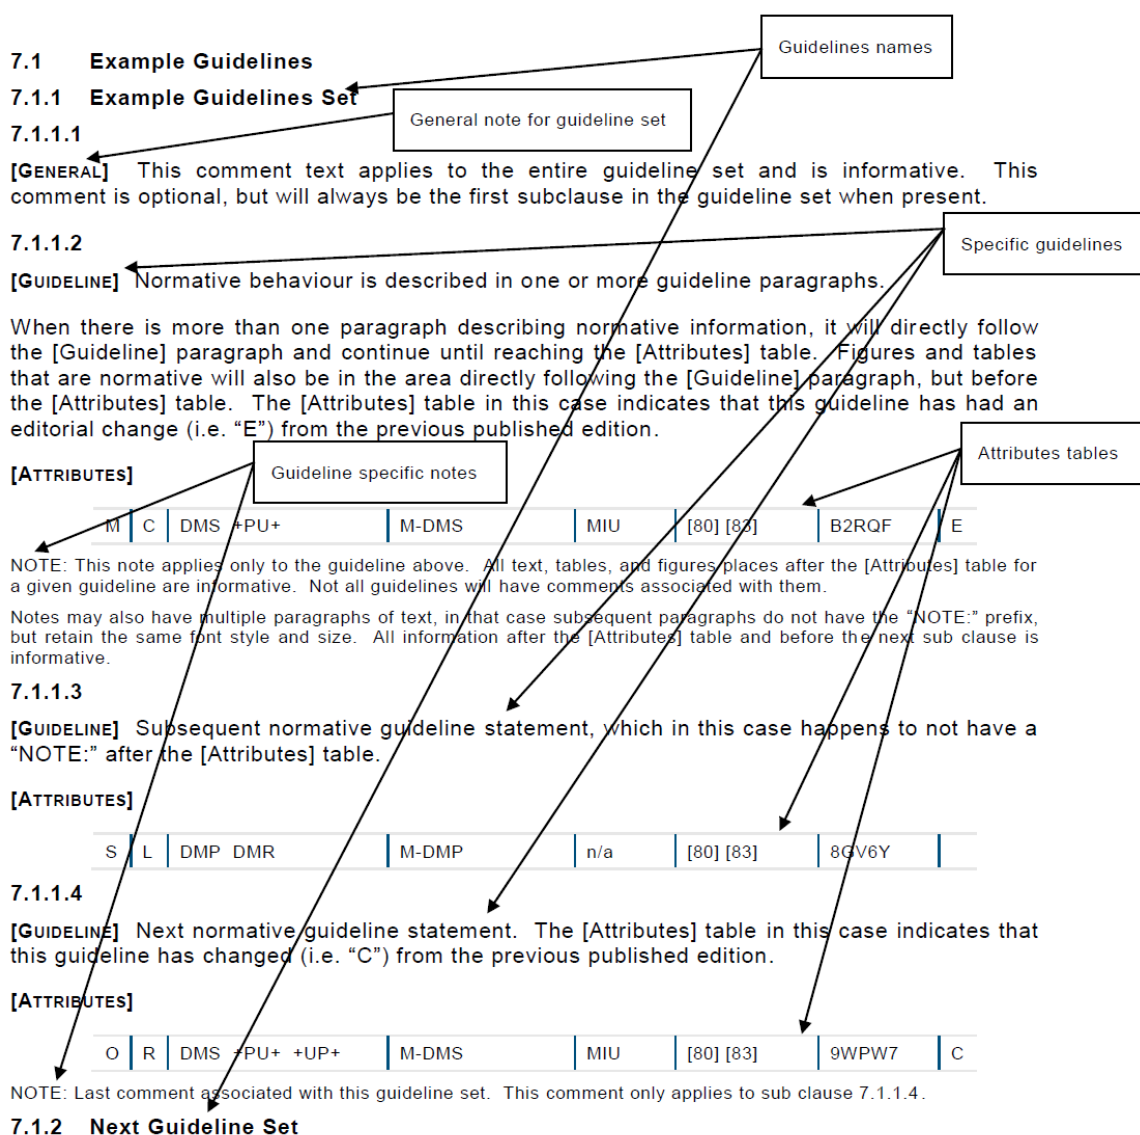 Guidelines names
7.1 Example Guidelines
7.1.1 Example Guidelines Set
General note for guideline set
7.1.1.1
[GENERAL] This comment text applies to the entire guideline set and is informative. This
comment is optional, but will always be the first subclause in the guideline set when present.
7.1.1.2
Specific guidelines
[GUIDELINE] Normative behaviour is described in one or more guideline paragraphs.
When there is more than one paragraph describing normative information, it will directly follow
the [Guideline] paragraph and continue until reaching the [Attributes] table. Figures and tables
that are normative will also be in the area directly following the [Guideline] paragraph, but before
the [Attributes] table. The [Attributes] table in this case indicates that this guideline has had an
editorial change (i.e. “E”) from the previous published edition.
Attributes tables
[ATTRIBUTES]
Guideline specific notes
M C DMS +PU+ M-DMS MIU [80] [83] B2RQF E
NOTE: This note applies only to the guideline above. All text, tables, and figures places after the [Attributes] table for
a given guideline are informative. Not all guidelines will have comments associated with them.
Notes may also have multiple paragraphs of text, in that case subsequent paragraphs do not have the “NOTE:” prefix,
but retain the same font style and size. All information after the [Attributes] table and before the next sub clause is
informative.
7.1.1.3
[GUIDELINE] Subsequent normative guideline statement, which in this case happens to not have a
“NOTE:” after the [Attributes] table.
[ATTRIBUTES]
S L DMP DMR M-DMP n/a [80] [83] 8GV6Y
7.1.1.4
[GUIDELINE] Next normative guideline statement. The [Attributes] table in this case indicates that
this guideline has changed (i.e. “C”) from the previous published edition.
[ATTRIBUTES]
O R DMS +PU+ +UP+ M-DMS MIU [80] [83] 9WPW7 C
NOTE: Last comment associated with this guideline set. This comment only applies to sub clause 7.1.1.4.
7.1.2 Next Guideline Set